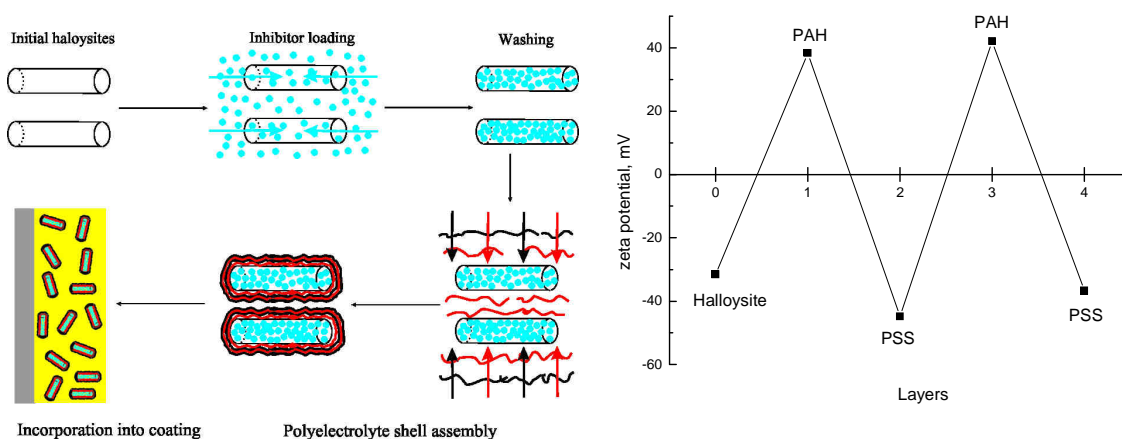 Initial haloysites
Inhibitor loading
Washing
Incorporation into coating
Polyelectrolyte shell assembly
zeta potential, mV
40
20
0
-20
-40
-60
0
1
2
3
4
PAH
PAH
Halloysite
PSS
PSS
Layers